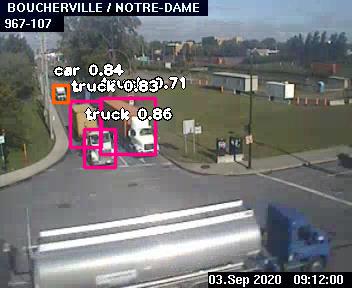 BOUCHERVILLE / NOTRE-DAME
967-107
car 0.84
truck 0.83
0.71
truck 0.86
03.Sep 2020 09:12:00